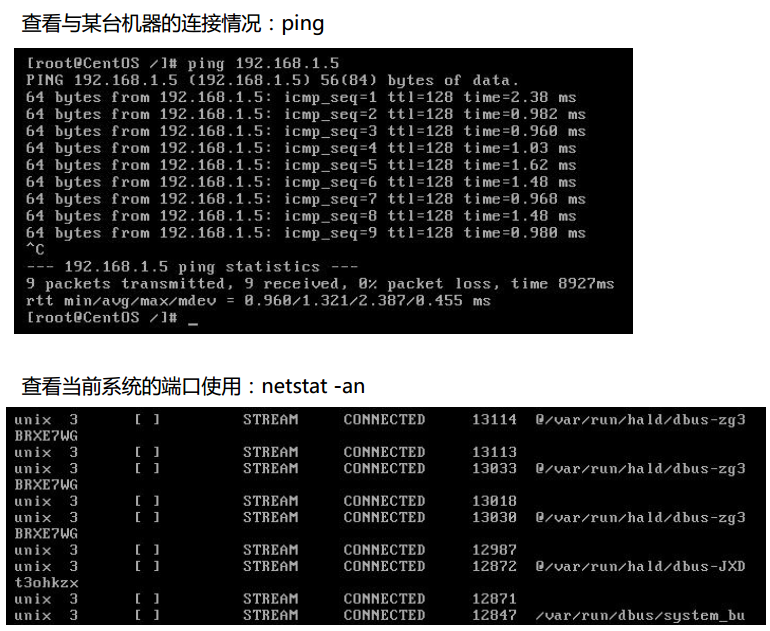 查看与某台机器的连接情况：ping
[root@CentOS /]# ping 192.168.1.5
PING 192.168.1.5 (192.168.1.5) 56(84) bytes of data.
64 bytes from 192.168.1.5: icmp_seq=1 ttl=128 time=2.38 ms
64 bytes from 192.168.1.5: icmp_seq=2 ttl=128 time=0.982 ms
64 bytes from 192.168.1.5: icmp_seq=3 ttl=128 time=0.960 ms
64 bytes from 192.168.1.5: icmp_seq=4 ttl=128 time=1.03 ms
64 bytes from 192.168.1.5: icmp_seq=5 ttl=128 time=1.62 ms
64 bytes from 192.168.1.5: icmp_seq=6 ttl=128 time=1.48 ms
64 bytes from 192.168.1.5: icmp_seq=7 ttl=128 time=0.968 ms
64 bytes from 192.168.1.5: icmp_seq=8 ttl=128 time=1.48 ms
64 bytes from 192.168.1.5: icmp_seq=9 ttl=128 time=0.980 ms
^C
--- 192.168.1.5 ping statistics ---
9 packets transmitted, 9 received, 0% packet loss, time 8927ms
rtt min/avg/max/mdev = 0.960/1.321/2.387/0.455 ms
[root@CentOS /]# _
查看当前系统的端口使用：netstat -an
unix 3 [ ] STREAM CONNECTED 13114 @/var/run/hald/dbus-zg3
BRXE7WG
unix 3 [ ] STREAM CONNECTED 13113
unix 3 [ ] STREAM CONNECTED 13033 @/var/run/hald/dbus-zg3
BRXE7WG
unix 3 [ ] STREAM CONNECTED 13018
unix 3 [ ] STREAM CONNECTED 13030 @/var/run/hald/dbus-zg3
BRXE7WG
unix 3 [ ] STREAM CONNECTED 12987
unix 3 [ ] STREAM CONNECTED 12872 @/var/run/hald/dbus-JXD
t3ohkzx
unix 3 [ ] STREAM CONNECTED 12871
unix 3 [ ] STREAM CONNECTED 12847 /var/run/dbus/system_bu